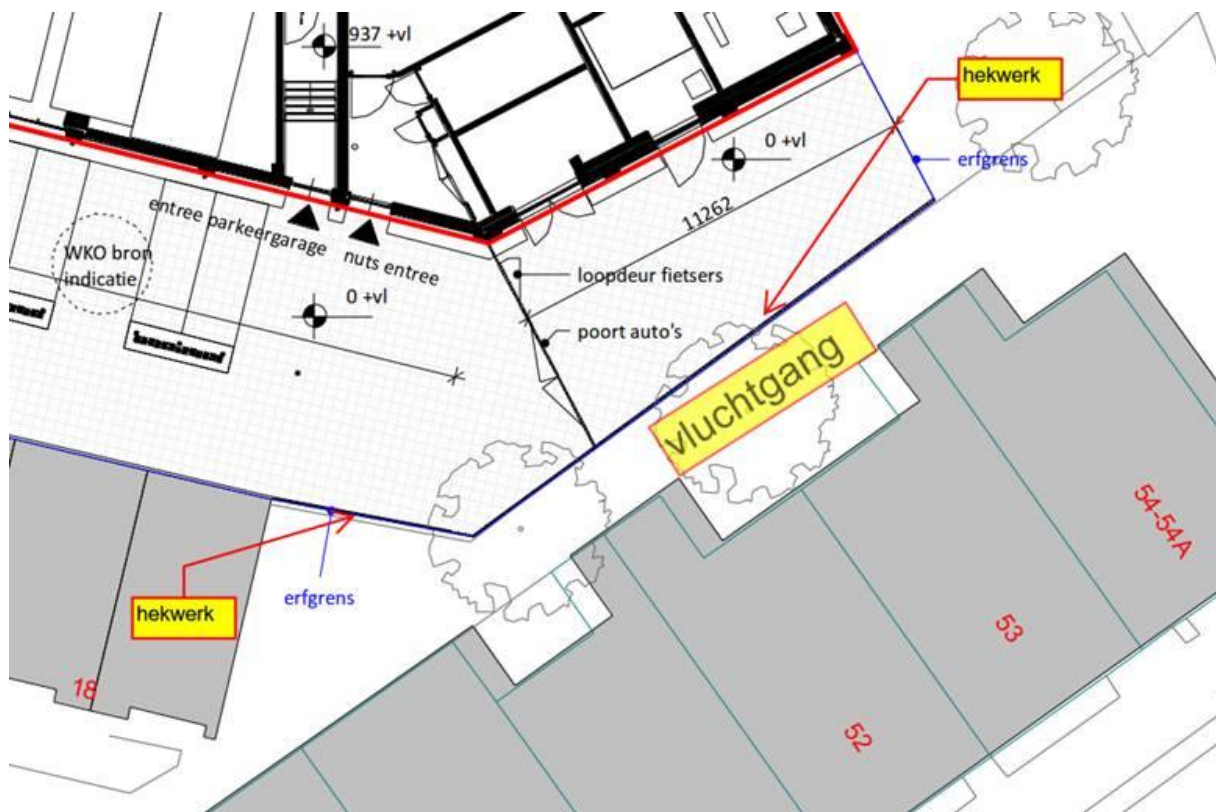 937 +vl
hekwerk
0 +vl
erfgrens
11262
entree parkeergarage
nuts entree
WKO bron
indicatie
0 +vl
loopdeur fietsers
poort auto's
vluchtgang
hekwerk
erfgrens
18
54-54A
53
52